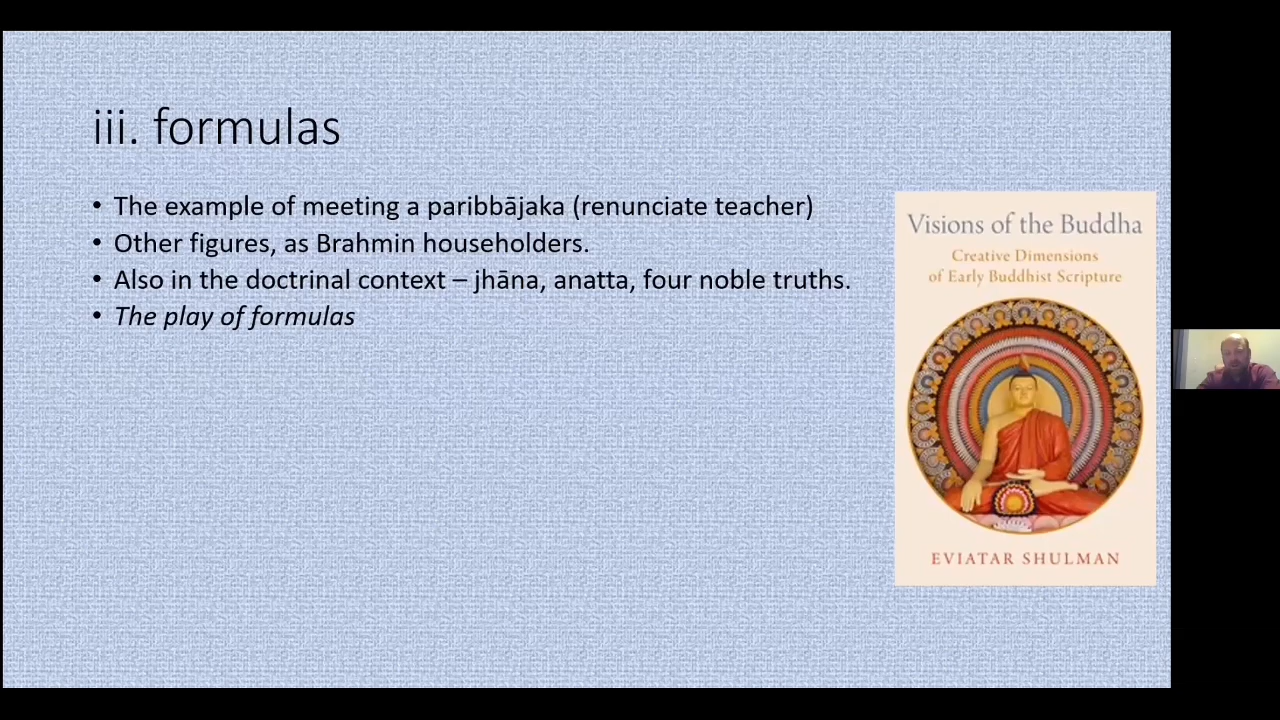 iii. formulas
• The example of meeting a paribbājaka (renunciate teacher)
• Other figures, as Brahmin householders.
• Also in the doctrinal context – jhāna, anatta, four noble truths.
• The play of formulas
Visions of the Buddha
Creative Dimensions
of Early Buddhist Scripture
EVIATAR SHULMAN